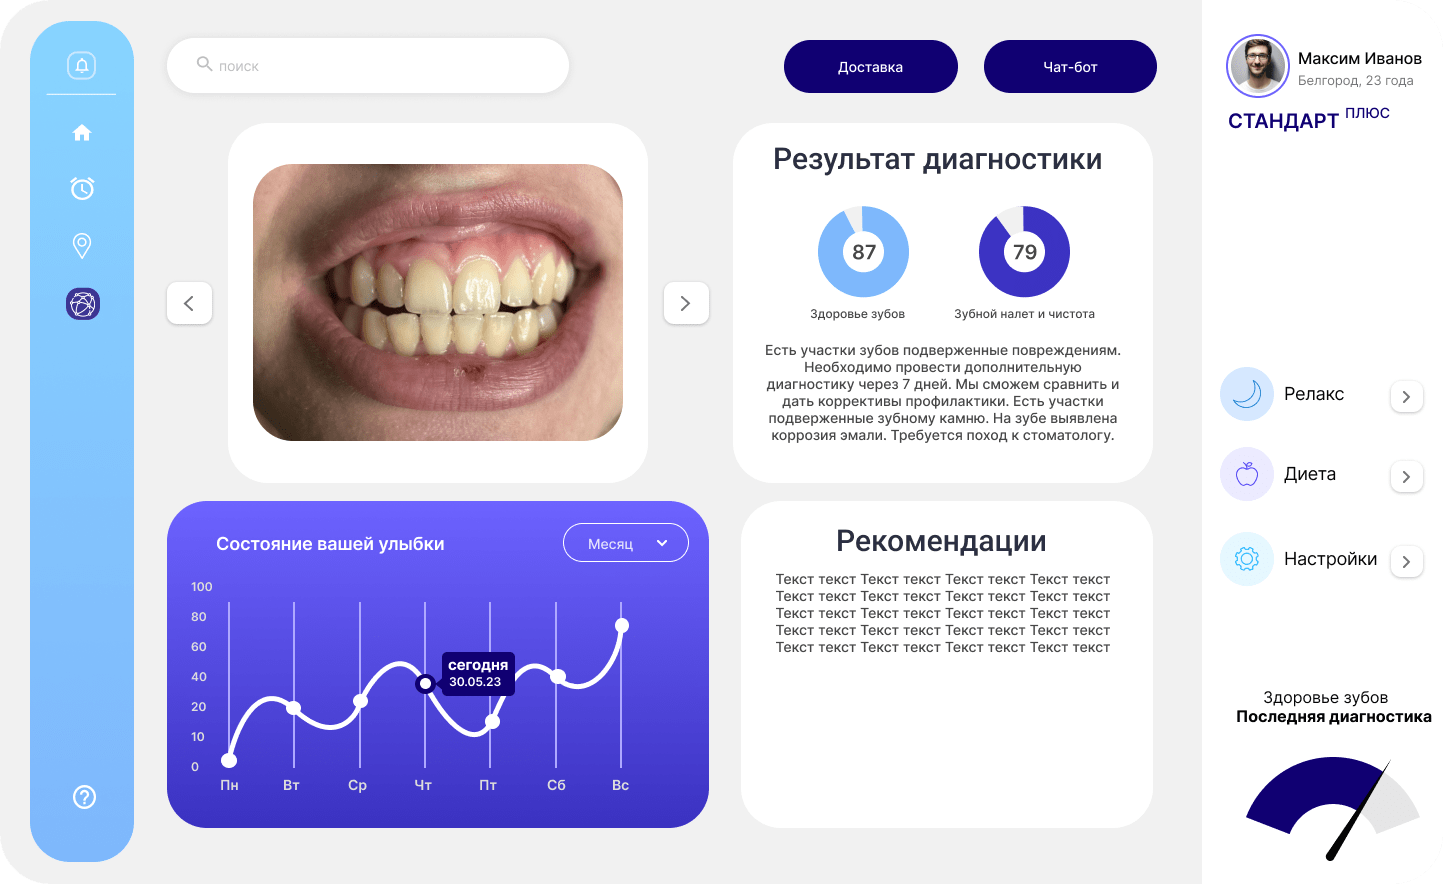 поиск
Доставка
Чат-бот
Максим Иванов
Белгород, 23 года
СТАНДАРТ ПЛЮС
Результат диагностики
87
79
Здоровье зубов
Зубной налет и чистота
Есть участки зубов подверженные повреждениям.
Необходимо провести дополнительную
диагностику через 7 дней. Мы сможем сравнить и
дать коррективы профилактики. Есть участки
подверженные зубному камню. На зубе выявлена
коррозия эмали. Требуется поход к стоматологу.
Релакс
Диета
Настройки
Состояние вашей улыбки
Месяц
100
80
60
40
20
10
0
сегодня
30.05.23
Пн
Вт
Ср
Чт
Пт
Сб
Вс
Рекомендации
Текст текст Текст текст Текст текст Текст текст
Текст текст Текст текст Текст текст Текст текст
Текст текст Текст текст Текст текст Текст текст
Текст текст Текст текст Текст текст Текст текст
Текст текст Текст текст Текст текст Текст текст
Здоровье зубов
Последняя диагностика